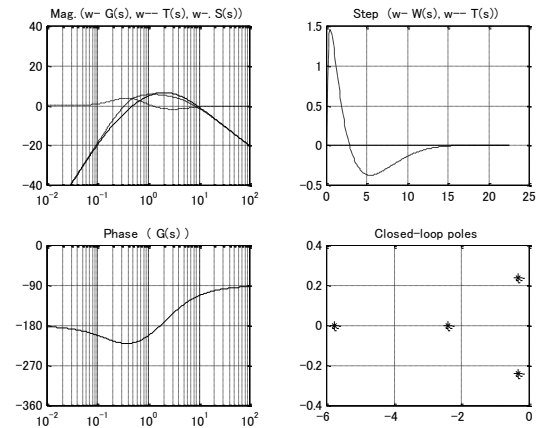 Mag. (w- G(s), w-- T(s), w-. S(s))
40
20
0
-20
-40
10^-2 10^-1 10^0 10^1 10^2
Step (w- W(s), w-- T(s))
1.5
1
0.5
0
-0.5
0 5 10 15 20 25
Phase ( G(s) )
0
-90
-180
-270
-360
10^-2 10^-1 10^0 10^1 10^2
Closed-loop poles
0.4
0.2
0
-0.2
-0.4
-6 -4 -2 0